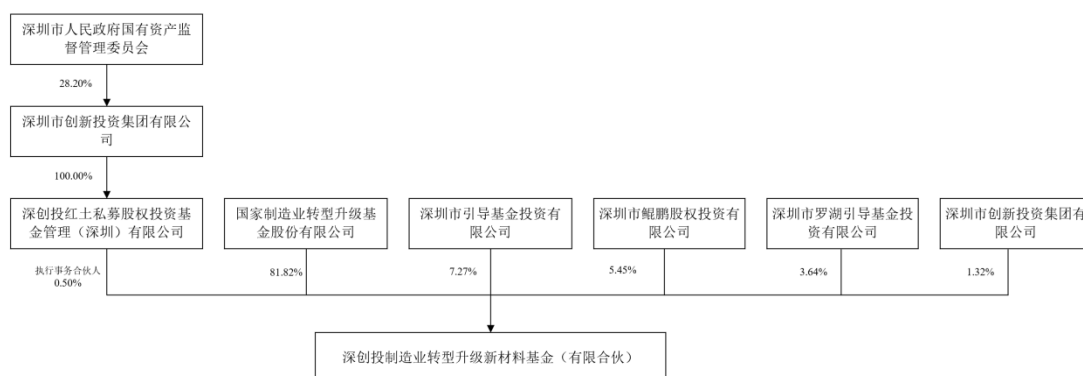 深圳市人民政府国有资产监
督管理委员会
28.20%
深圳市创新投资集团有限公
司
100.00%
深创投红土私募股权投资基
金管理（深圳）有限公司
国家制造业转型升级基
金股份有限公司
深圳市引导基金投资有
限公司
深圳市鲲鹏股权投资有
限公司
深圳市罗湖引导基金投
资有限公司
深圳市创新投资集团有
限公司
执行事务合伙人
0.50%
81.82%
7.27%
5.45%
3.64%
1.32%
深创投制造业转型升级新材料基金（有限合伙）